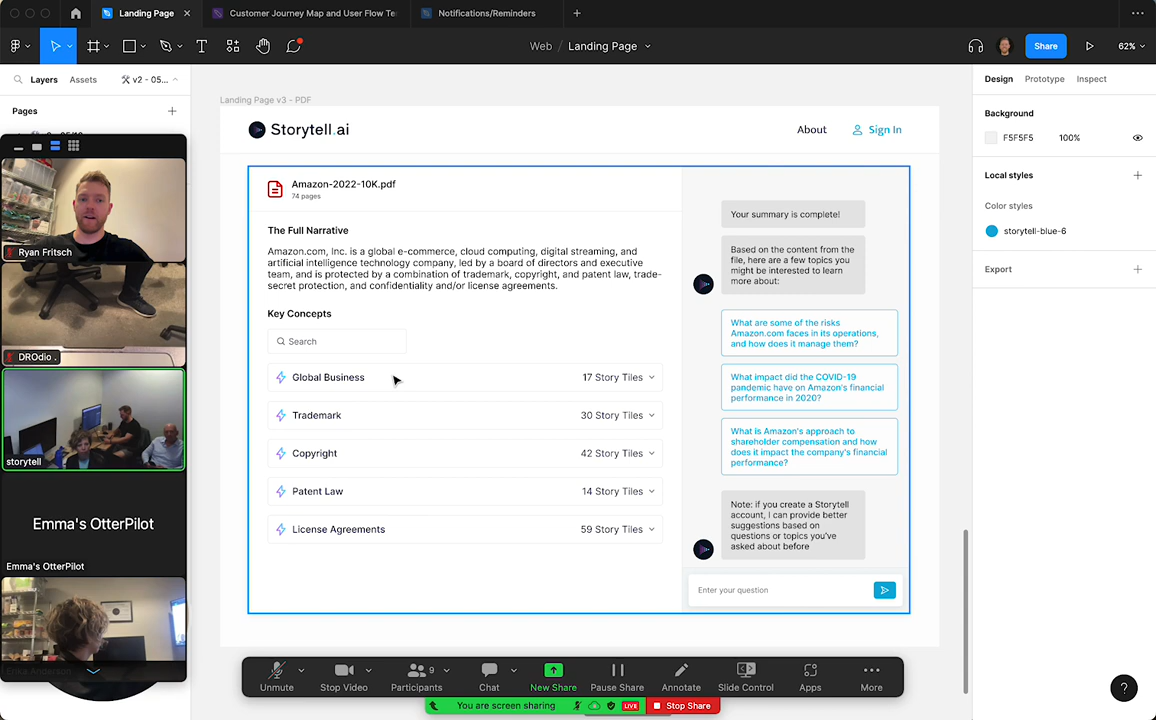 Landing Page
Customer Journey Map and User Flow Te
Notifications/Reminders
Web / Landing Page
Share
62%
Layers
Assets
v2 - 05...
Pages
Ryan Fritsch
DROdio .
storytell
Emma's OtterPilot
Emma's OtterPilot
Landing Page v3 - PDF
Storytell.ai
About
Sign In
Amazon-2022-10K.pdf
74 pages
The Full Narrative
Amazon.com, Inc. is a global e-commerce, cloud computing, digital streaming, and
artificial intelligence technology company, led by a board of directors and executive
team, and is protected by a combination of trademark, copyright, and patent law, trade-
secret protection, and confidentiality and/or license agreements.
Key Concepts
Search
Global Business
17 Story Tiles
Trademark
30 Story Tiles
Copyright
42 Story Tiles
Patent Law
14 Story Tiles
License Agreements
59 Story Tiles
Your summary is complete!
Based on the content from the
file, here are a few topics you
might be interested to learn
more about:
What are some of the risks
Amazon.com faces in its operations,
and how does it manage them?
What impact did the COVID-19
pandemic have on Amazon's financial
performance in 2020?
What is Amazon's approach to
shareholder compensation and how
does it impact the company's financial
performance?
Note: if you create a Storytell
account, I can provide better
suggestions based on
questions or topics you've
asked about before
Enter your question
Design
Prototype
Inspect
Background
F5F5F5
100%
Local styles
Color styles
storytell-blue-6
Export
Unmute
Stop Video
9
Participants
Chat
New Share
Pause Share
Annotate
Slide Control
Apps
More
You are screen sharing
LIVE
Stop Share
?